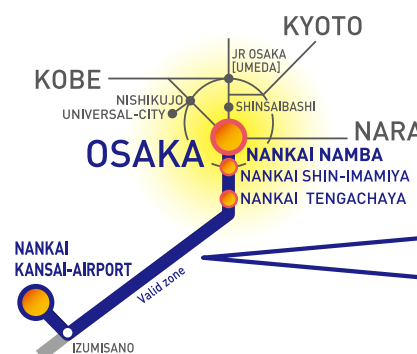 KYOTO
JR OSAKA
[UMEDA]
KOBE
NISHIKUJO
UNIVERSAL-CITY
SHINSAIBASHI
NARA
OSAKA
NANKAI NAMBA
NANKAI SHIN-IMAMIYA
NANKAI TENGACHAYA
NANKAI
KANSAI-AIRPORT
Valid zone
IZUMISANO